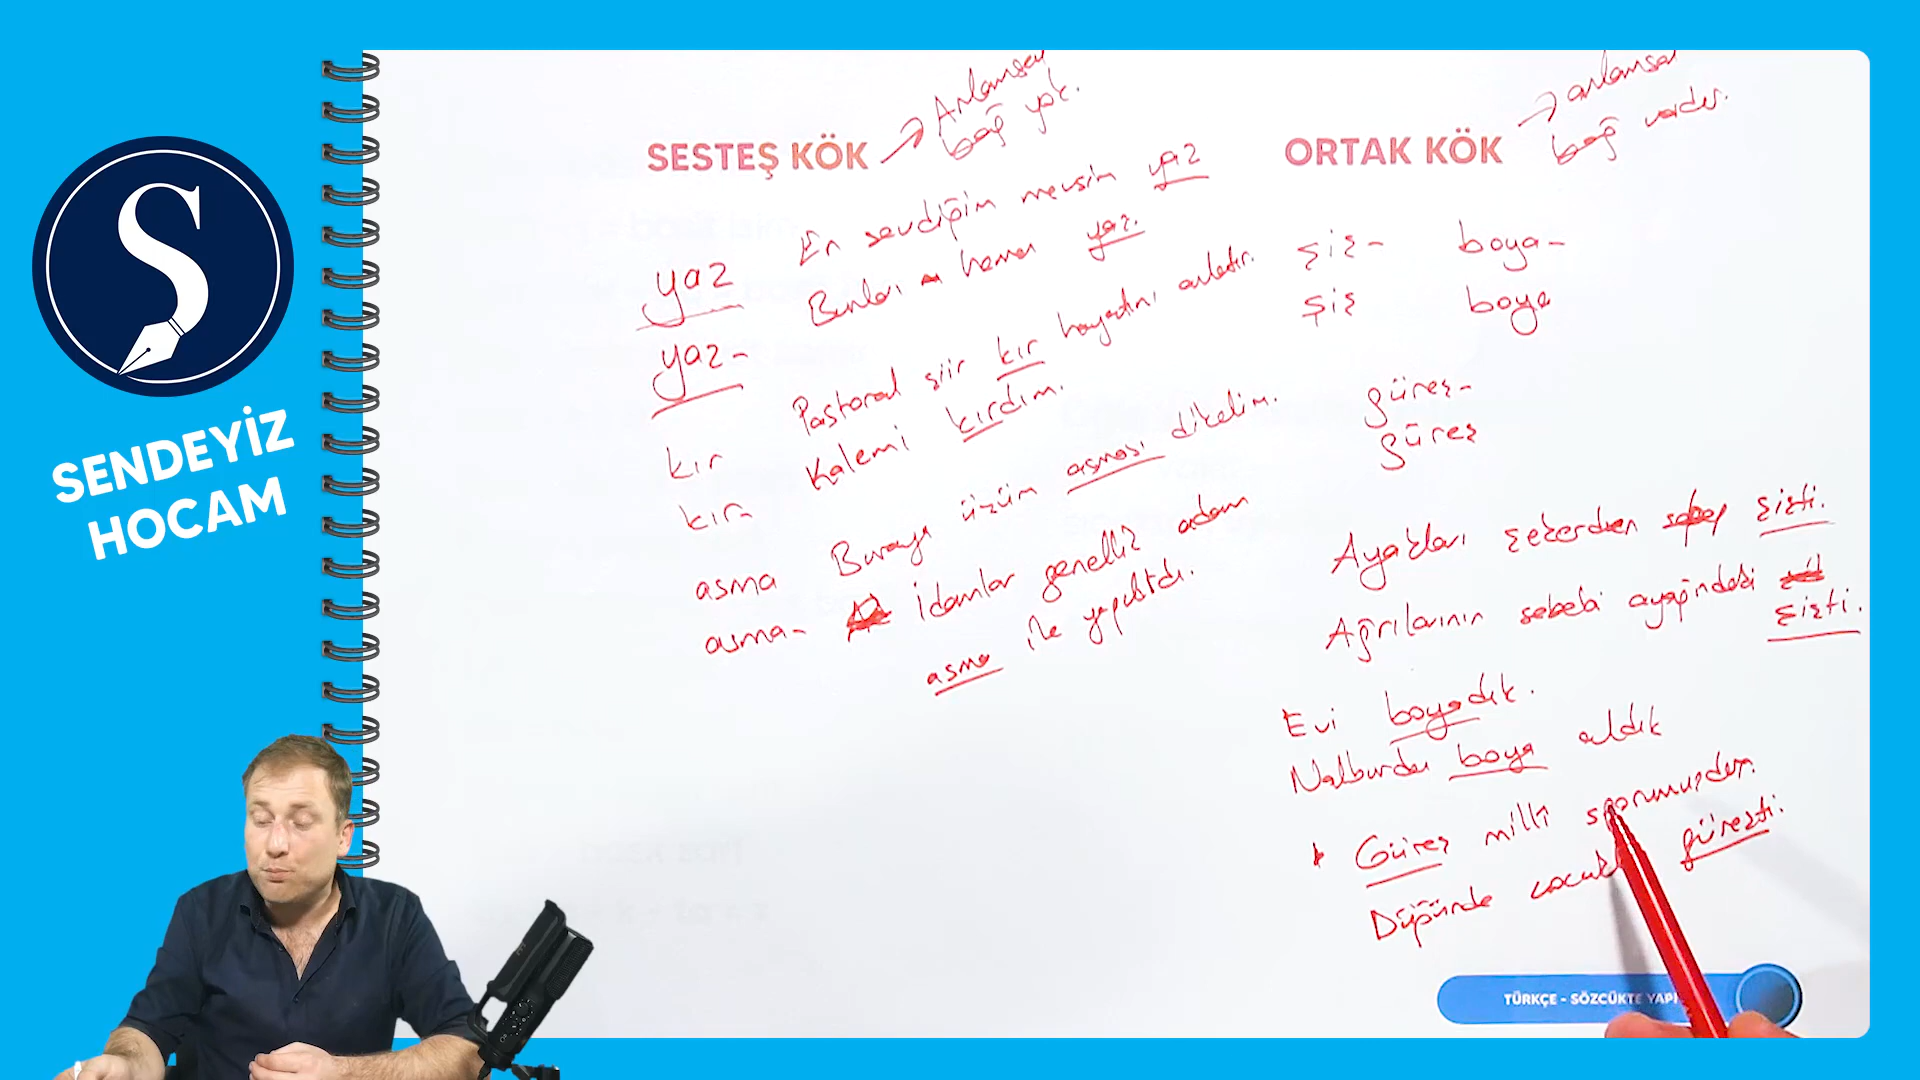 SENDEYİZ
HOCAM
SESTEŞ KÖK
Anlamsal
bağ yok.
yaz
yaz-
kır
kır-
asma
asma-
En sevdiğim mevsim yaz
Bunları hemen yaz.
Pastoral şiir kır hayatını anlatır.
Kalemi kırdım.
Buraya üzüm asması dikelim.
İdamlar genellik adam
asma ile yapılırdı.
ORTAK KÖK
anlamsal
bağ vardır.
şiş- boya-
şiş boya
güreş-
güreş
Ayakları şekerden şişti.
Ağrılarının sebebi ayağındaki
şişti.
Evi boyadık.
Nalburdan boya aldık
Güreş milli sporumuzdur.
Düğünde güreşti.
TÜRKÇE - SÖZCÜKTE YAPI